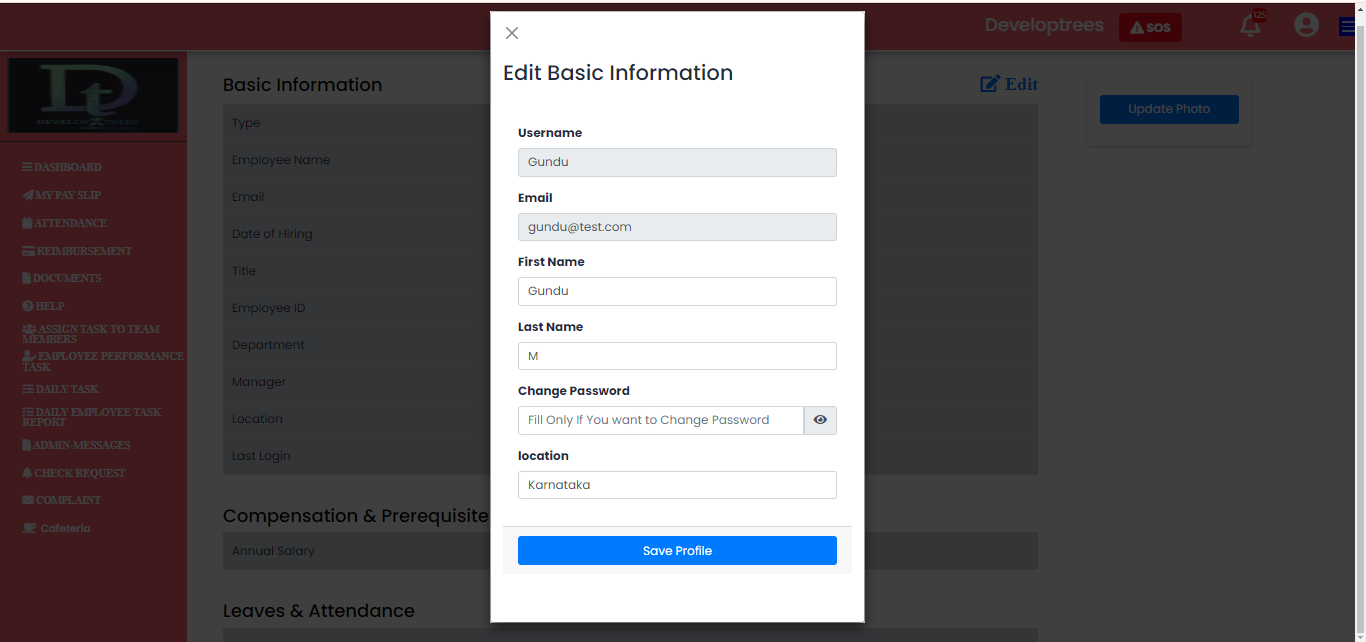 Developtrees
SOS
125
DEVELOP TREES
DASHBOARD
MY PAY SLIP
ATTENDANCE
REIMBURSEMENT
DOCUMENTS
HELP
ASSIGN TASK TO TEAM
MEMBERS
EMPLOYEE PERFORMANCE
TASK
DAILY TASK
DAILY EMPLOYEE TASK
REPORT
ADMIN-MESSAGES
CHECK REQUEST
COMPLAINT
Cafeteria
Basic Information
Edit
Type
Employee Name
Email
Date of Hiring
Title
Employee ID
Department
Manager
Location
Last Login
Compensation & Prerequisite
Annual Salary
Leaves & Attendance
Update Photo
Edit Basic Information
Username
Gundu
Email
gundu@test.com
First Name
Gundu
Last Name
M
Change Password
Fill Only If You want to Change Password
location
Karnataka
Save Profile